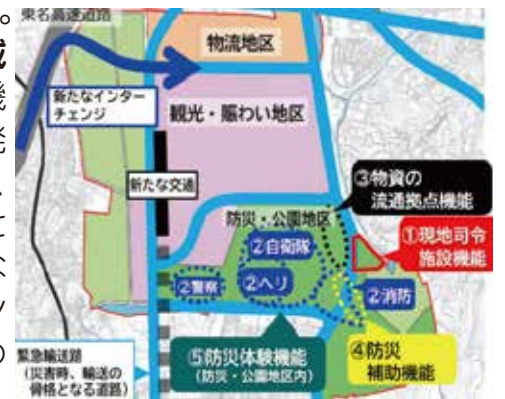 東名高速道路
物流地区
新たなインター
チェンジ
観光・賑わい地区
新たな交通
③物資の
流通拠点機能
防災・公園地区
①現地司令
施設機能
②自衛隊
②警察
②ヘリ
②消防
緊急輸送路
(災害時、輸送の
骨格となる道路)
⑤防災体験機能
(防災・公園地区内)
④防災
補助機能